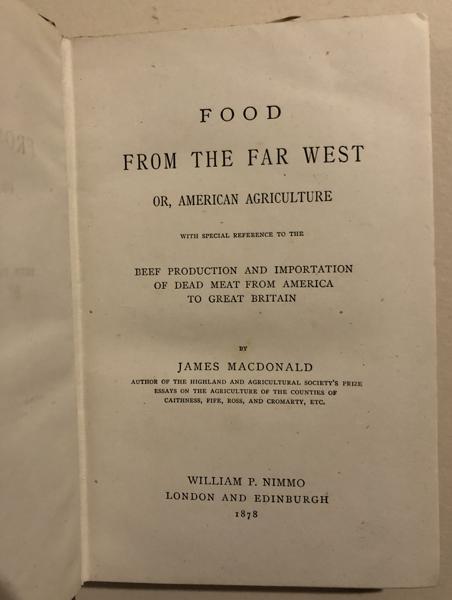 FOOD
FROM THE FAR WEST
OR, AMERICAN AGRICULTURE
WITH SPECIAL REFERENCE TO THE
BEEF PRODUCTION AND IMPORTATION
OF DEAD MEAT FROM AMERICA
TO GREAT BRITAIN
BY
JAMES MACDONALD
AUTHOR OF THE HIGHLAND AND AGRICULTURAL SOCIETY'S PRIZE
ESSAYS ON THE AGRICULTURE OF THE COUNTIES OF
CAITHNESS, FIFE, ROSS, AND CROMARTY, ETC.
WILLIAM P. NIMMO
LONDON AND EDINBURGH
1878